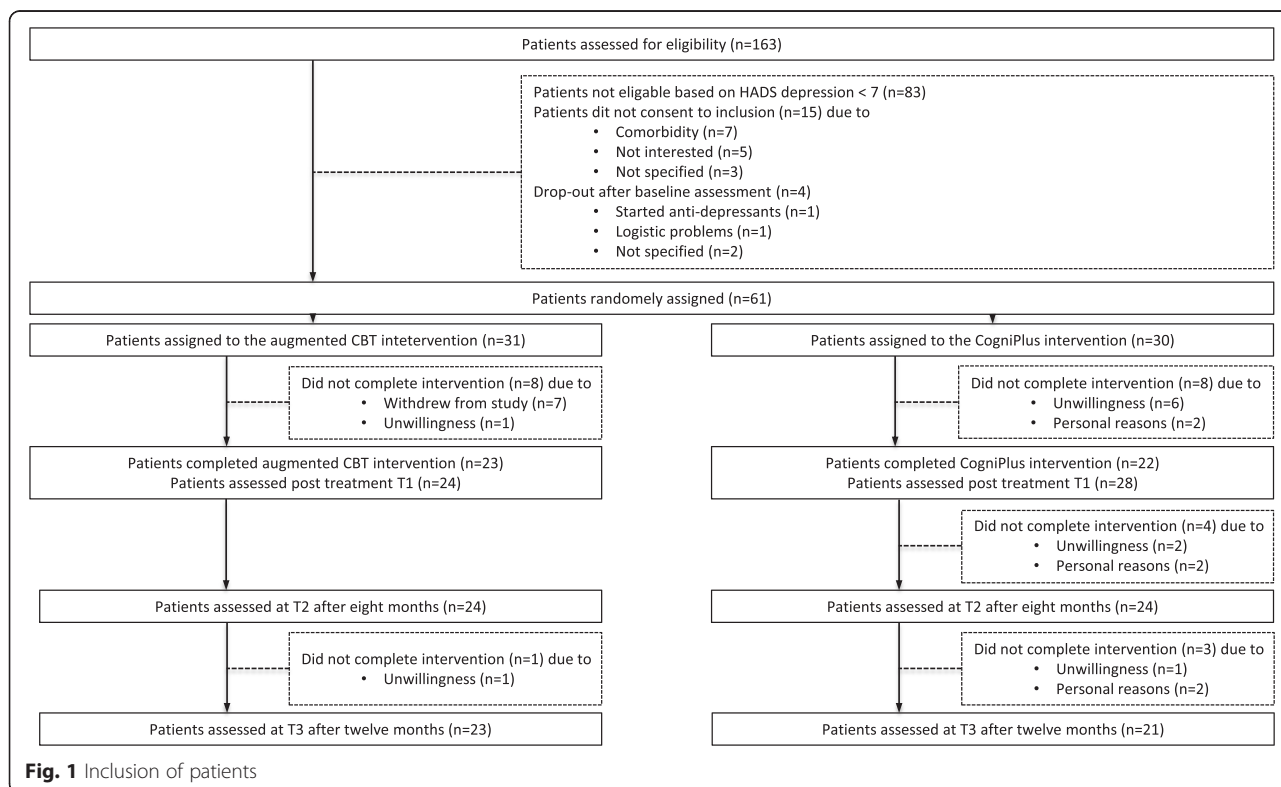 Patients assessed for eligibility (n=163)
Patients not eligable based on HADS depression < 7 (n=83)
Patients dit not consent to inclusion (n=15) due to
• Comorbidity (n=7)
• Not interested (n=5)
• Not specified (n=3)
Drop-out after baseline assessment (n=4)
• Started anti-depressants (n=1)
• Logistic problems (n=1)
• Not specified (n=2)
Patients randomely assigned (n=61)
Patients assigned to the augmented CBT intetervention (n=31)
Patients assigned to the CogniPlus intervention (n=30)
Did not complete intervention (n=8) due to
• Withdrew from study (n=7)
• Unwillingness (n=1)
Did not complete intervention (n=8) due to
• Unwillingness (n=6)
• Personal reasons (n=2)
Patients completed augmented CBT intervention (n=23)
Patients assessed post treatment T1 (n=24)
Patients completed CogniPlus intervention (n=22)
Patients assessed post treatment T1 (n=28)
Did not complete intervention (n=4) due to
• Unwillingness (n=2)
• Personal reasons (n=2)
Patients assessed at T2 after eight months (n=24)
Patients assessed at T2 after eight months (n=24)
Did not complete intervention (n=1) due to
• Unwillingness (n=1)
Did not complete intervention (n=3) due to
• Unwillingness (n=1)
• Personal reasons (n=2)
Patients assessed at T3 after twelve months (n=23)
Patients assessed at T3 after twelve months (n=21)
Fig. 1 Inclusion of patients